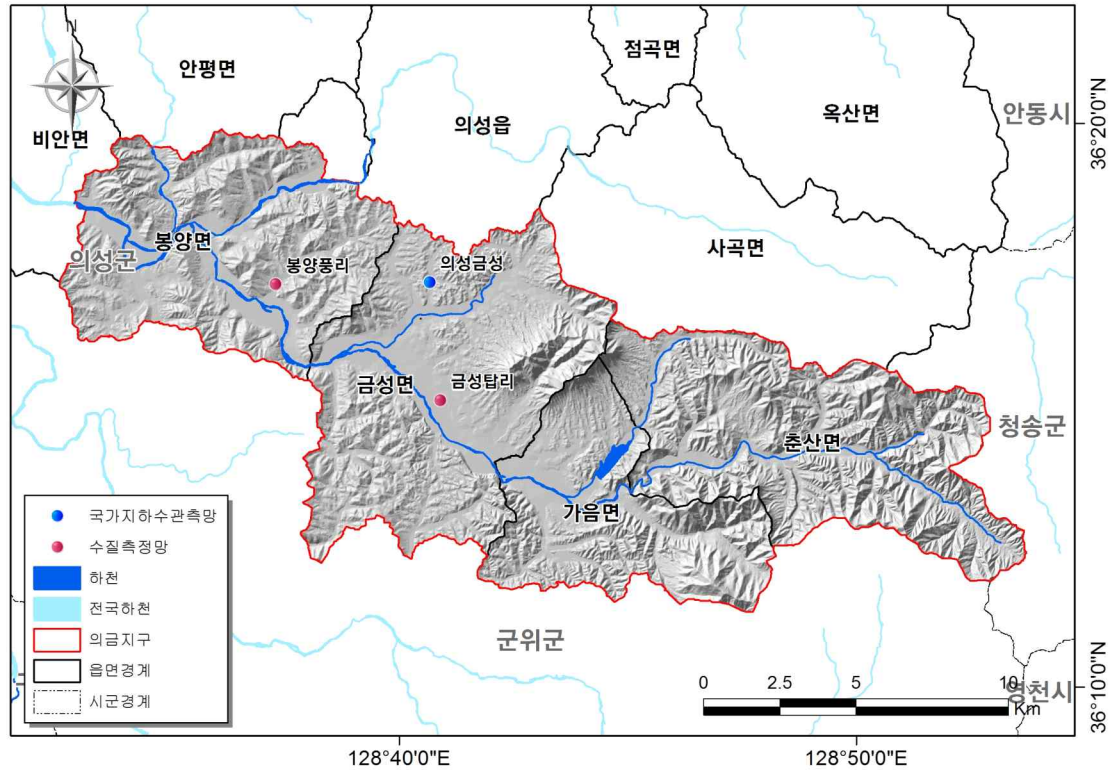 N
점곡면
안평면
옥산면
안동시
비안면
의성읍
36°20'0"N
사곡면
봉양면
의성군
봉양풍리
의성금성
금성면
금성탑리
청송군
춘산면
가음면
국가지하수관측망
수질측정망
하천
전국하천
의금지구
읍면경계
시군경계
군위군
0
2.5
5
10
Km
영천시
36°10'0"N
128°40'0"E
128°50'0"E